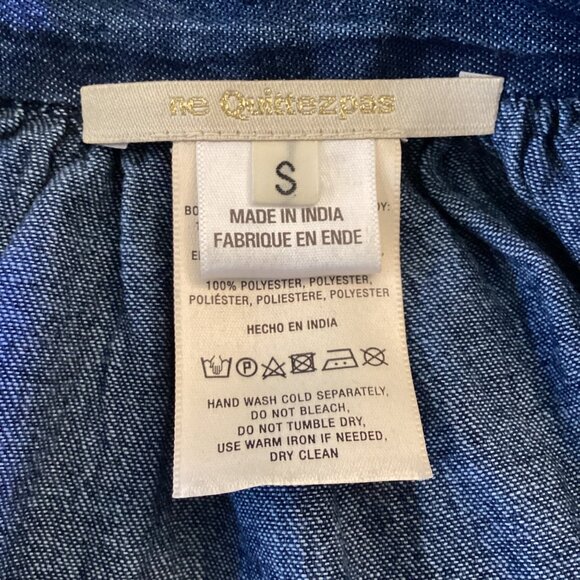 ne Quittezpas
S
MADE IN INDIA
FABRIQUE EN ENDE
100% POLYESTER, POLYESTER,
POLIÉSTER, POLIESTERE, POLYESTER
HECHO EN INDIA
HAND WASH COLD SEPARATELY,
DO NOT BLEACH,
DO NOT TUMBLE DRY,
USE WARM IRON IF NEEDED,
DRY CLEAN